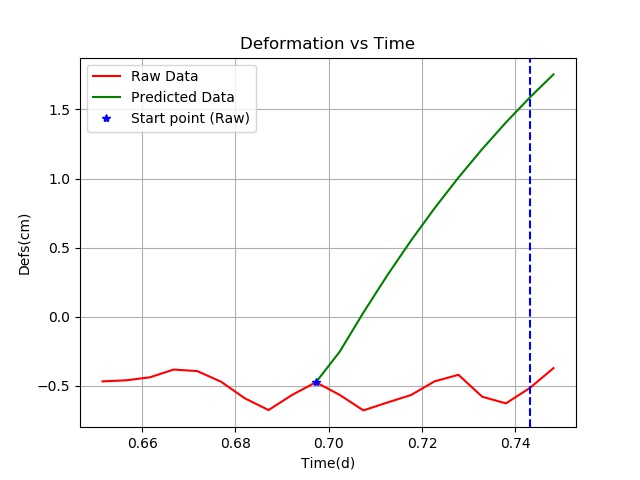 Deformation vs Time
Raw Data
Predicted Data
Start point (Raw)
Defs(cm)
1.5
1.0
0.5
0.0
−0.5
0.66 0.68 0.70 0.72 0.74
Time(d)